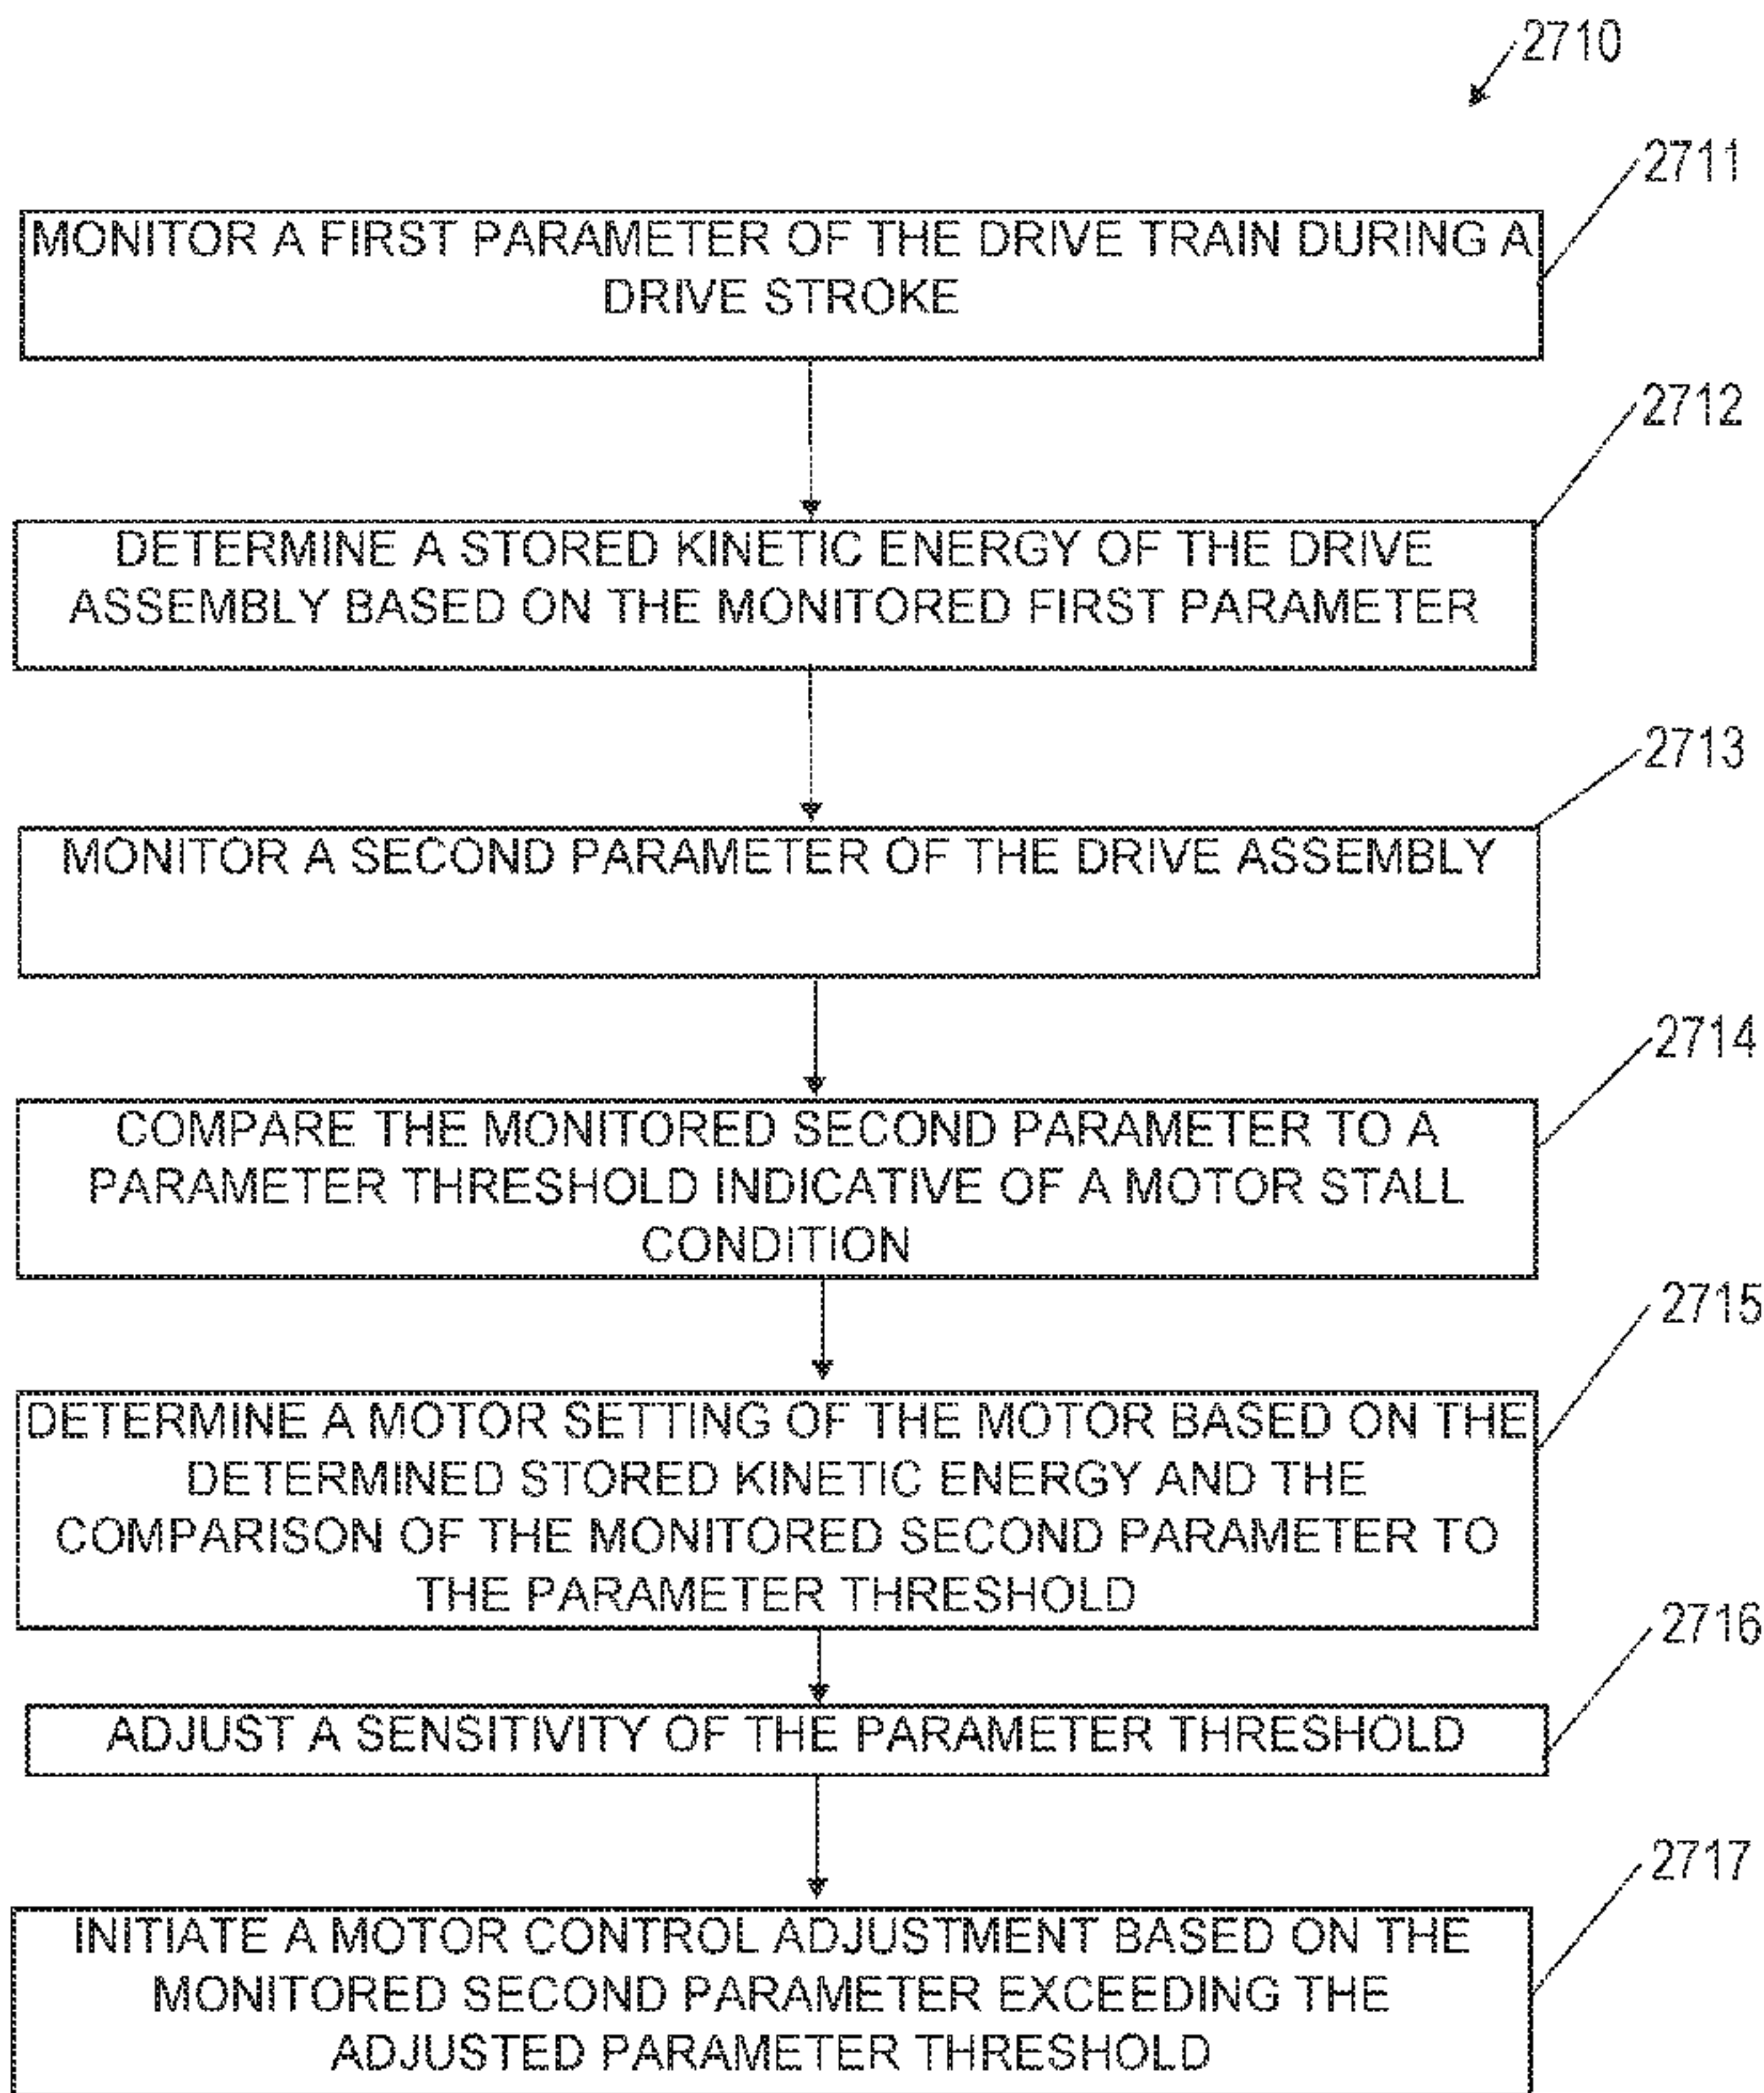 2710
2711
MONITOR A FIRST PARAMETER OF THE DRIVE TRAIN DURING A
DRIVE STROKE
2712
DETERMINE A STORED KINETIC ENERGY OF THE DRIVE
ASSEMBLY BASED ON THE MONITORED FIRST PARAMETER
2713
MONITOR A SECOND PARAMETER OF THE DRIVE ASSEMBLY
2714
COMPARE THE MONITORED SECOND PARAMETER TO A
PARAMETER THRESHOLD INDICATIVE OF A MOTOR STALL
CONDITION
2715
DETERMINE A MOTOR SETTING OF THE MOTOR BASED ON THE
DETERMINED STORED KINETIC ENERGY AND THE
COMPARISON OF THE MONITORED SECOND PARAMETER TO
THE PARAMETER THRESHOLD
2716
ADJUST A SENSITIVITY OF THE PARAMETER THRESHOLD
2717
INITIATE A MOTOR CONTROL ADJUSTMENT BASED ON THE
MONITORED SECOND PARAMETER EXCEEDING THE
ADJUSTED PARAMETER THRESHOLD